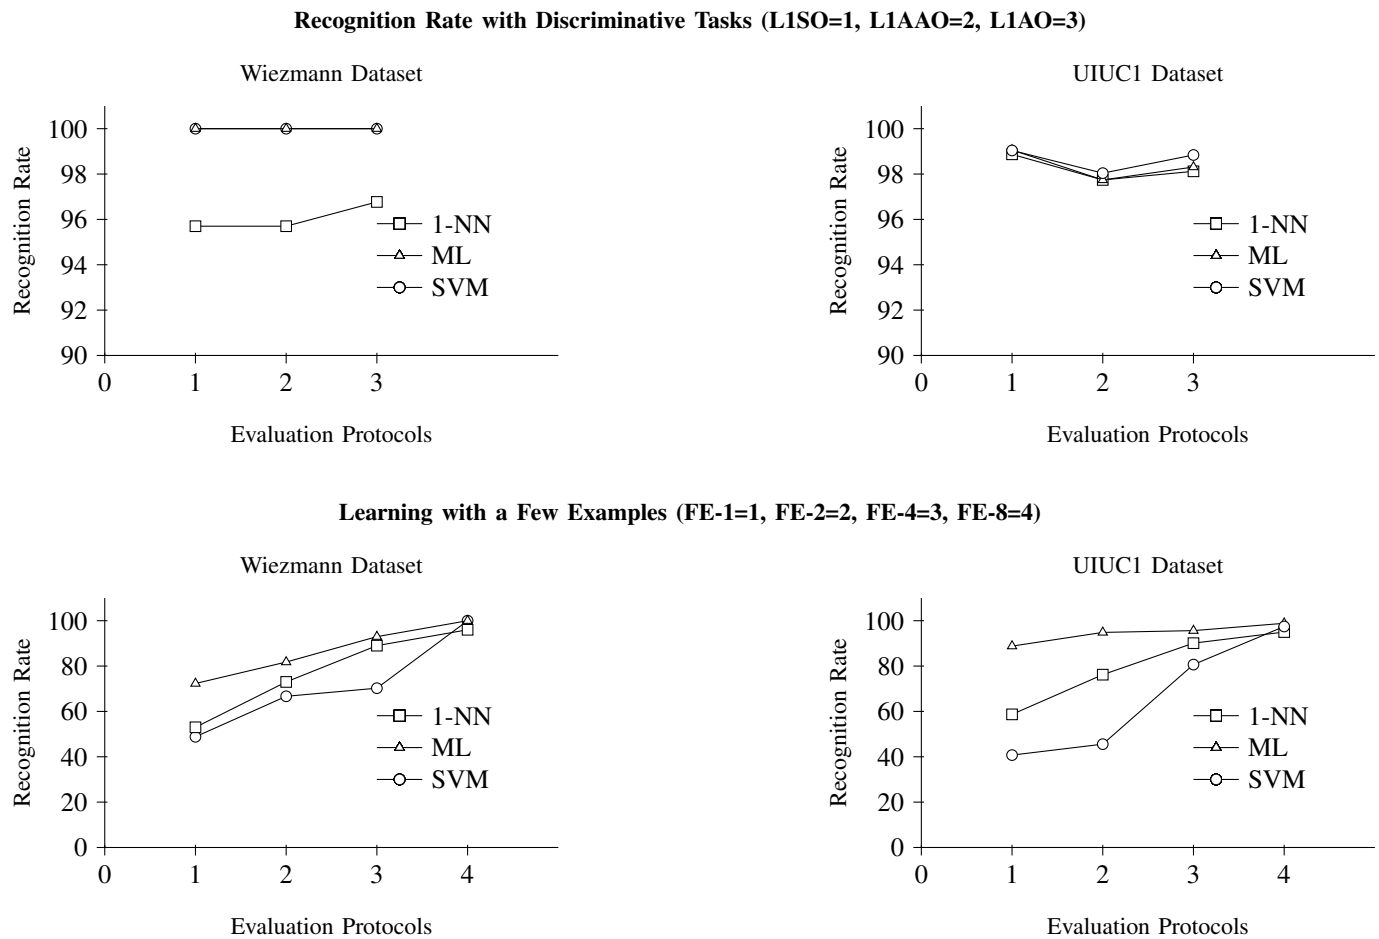 Recognition Rate with Discriminative Tasks (L1SO=1, L1AAO=2, L1AO=3)
Wiezmann Dataset
100
98
96
94
92
90
0
1
2
3
Recognition Rate
Evaluation Protocols
1-NN
ML
SVM
UIUC1 Dataset
100
98
96
94
92
90
0
1
2
3
Recognition Rate
Evaluation Protocols
1-NN
ML
SVM
Learning with a Few Examples (FE-1=1, FE-2=2, FE-4=3, FE-8=4)
Wiezmann Dataset
100
80
60
40
20
0
0
1
2
3
4
Recognition Rate
Evaluation Protocols
1-NN
ML
SVM
UIUC1 Dataset
100
80
60
40
20
0
0
1
2
3
4
Recognition Rate
Evaluation Protocols
1-NN
ML
SVM